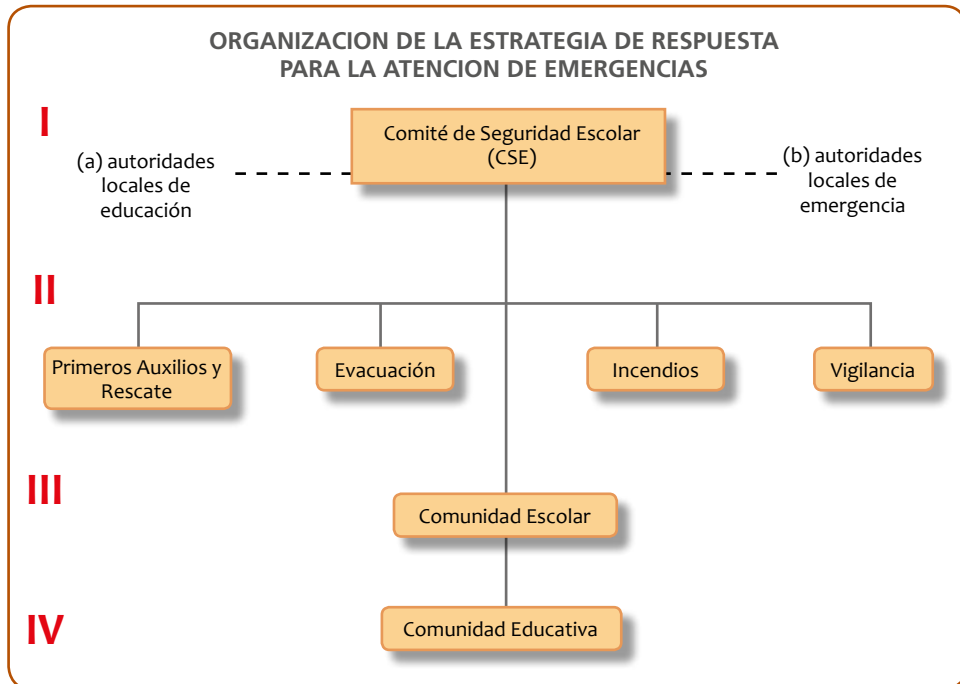 ORGANIZACION DE LA ESTRATEGIA DE RESPUESTA
PARA LA ATENCION DE EMERGENCIAS
I
Comité de Seguridad Escolar
(CSE)
(a) autoridades
locales de
educación
(b) autoridades
locales de
emergencia
II
Primeros Auxilios y
Rescate
Evacuación
Incendios
Vigilancia
III
Comunidad Escolar
IV
Comunidad Educativa